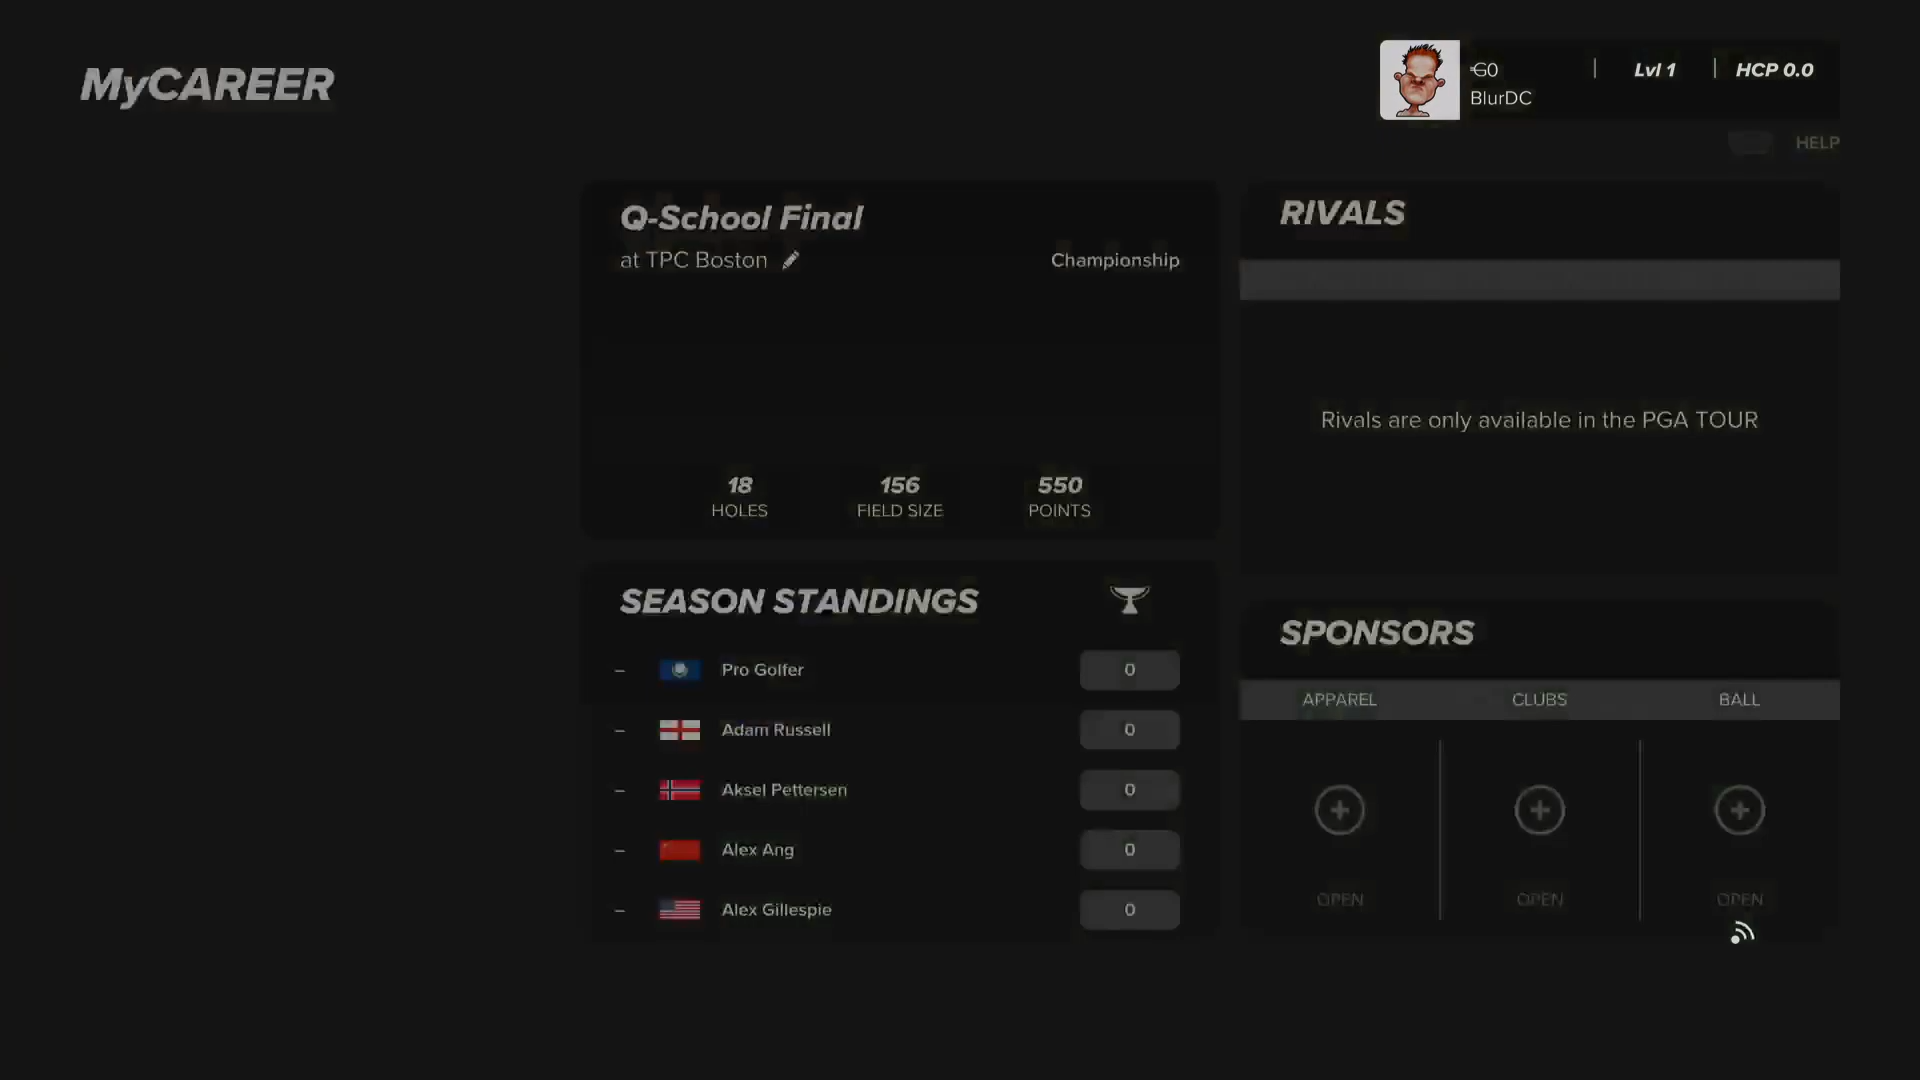 MyCAREER
G0
BlurDC
Lvl 1
HCP 0.0
HELP
Q-School Final
at TPC Boston
Championship
18
HOLES
156
FIELD SIZE
550
POINTS
RIVALS
Rivals are only available in the PGA TOUR
SEASON STANDINGS
– Pro Golfer 0
– Adam Russell 0
– Aksel Pettersen 0
– Alex Ang 0
– Alex Gillespie 0
SPONSORS
APPAREL CLUBS BALL
OPEN OPEN OPEN